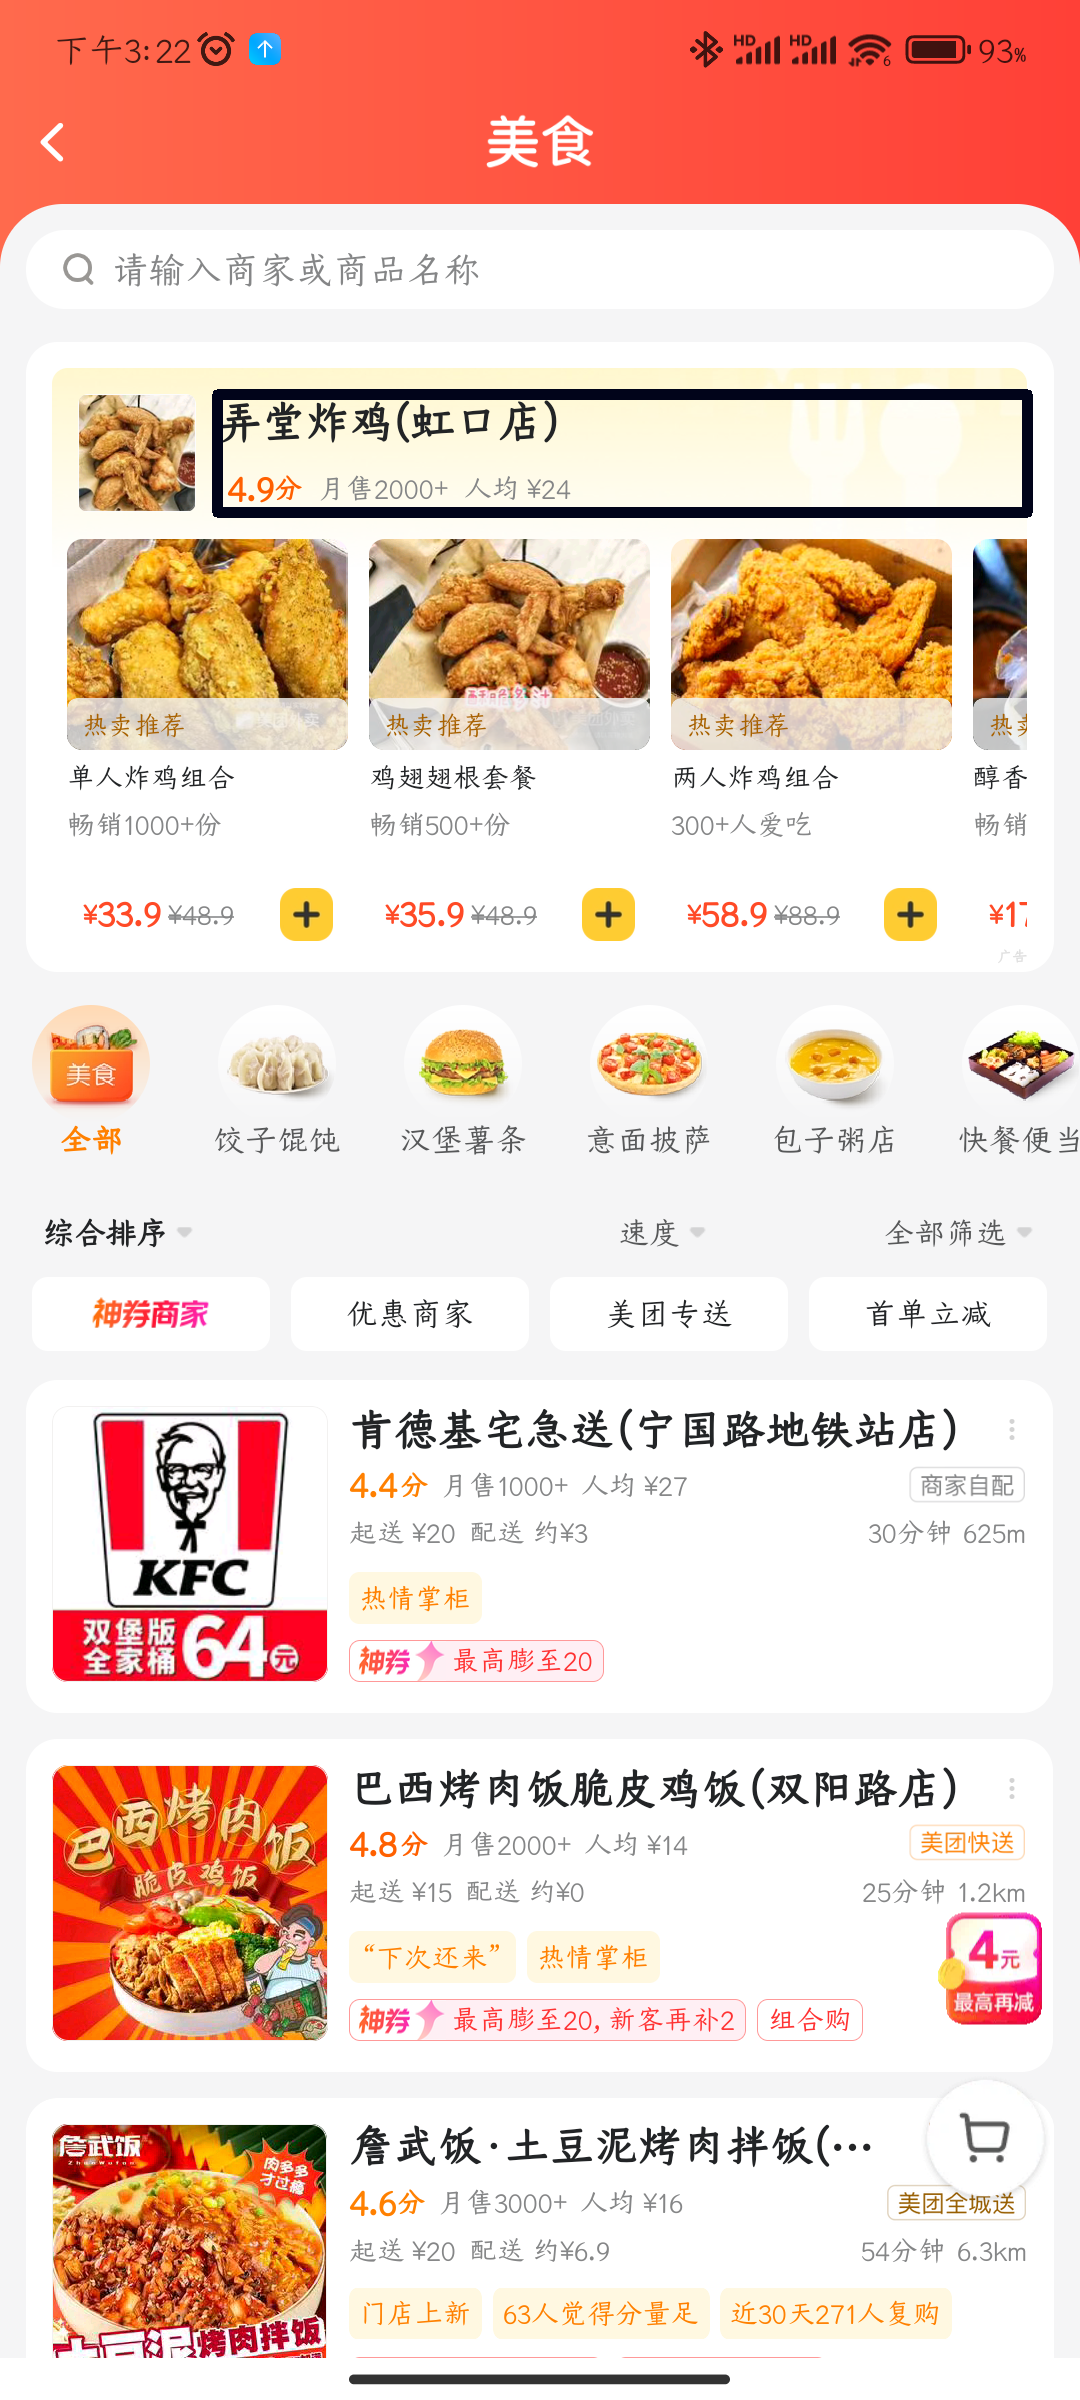 下午3:22
HD HD 6 93%
美食
请输入商家或商品名称
弄堂炸鸡(虹口店)
4.9分 月售2000+ 人均 ¥24
酥脆多汁
热卖推荐 热卖推荐 热卖推荐 热卖
单人炸鸡组合 鸡翅翅根套餐 两人炸鸡组合 醇香
畅销1000+份 畅销500+份 300+人爱吃 畅销
¥33.9 ¥48.9 ¥35.9 ¥48.9 ¥58.9 ¥88.9 ¥17
广告
美食
全部 饺子馄饨 汉堡薯条 意面披萨 包子粥店 快餐便当
综合排序 速度 全部筛选
神券商家 优惠商家 美团专送 首单立减
肯德基宅急送(宁国路地铁站店)
4.4分 月售1000+ 人均 ¥27 商家自配
起送 ¥20 配送 约¥3 30分钟 625m
热情掌柜
神券 最高膨至20
KFC
双堡版
全家桶 64元
巴西烤肉饭脆皮鸡饭(双阳路店)
4.8分 月售2000+ 人均 ¥14 美团快送
起送 ¥15 配送 约¥0 25分钟 1.2km
“下次还来” 热情掌柜
神券 最高膨至20, 新客再补2 组合购
巴西烤肉饭
脆皮鸡饭
4元
最高再减
詹武饭·土豆泥烤肉拌饭(···
4.6分 月售3000+ 人均 ¥16 美团全城送
起送 ¥20 配送 约¥6.9 54分钟 6.3km
门店上新 63人觉得分量足 近30天271人复购
詹武饭
ZhanWufan
肉多多
才过瘾
土豆泥烤肉拌饭